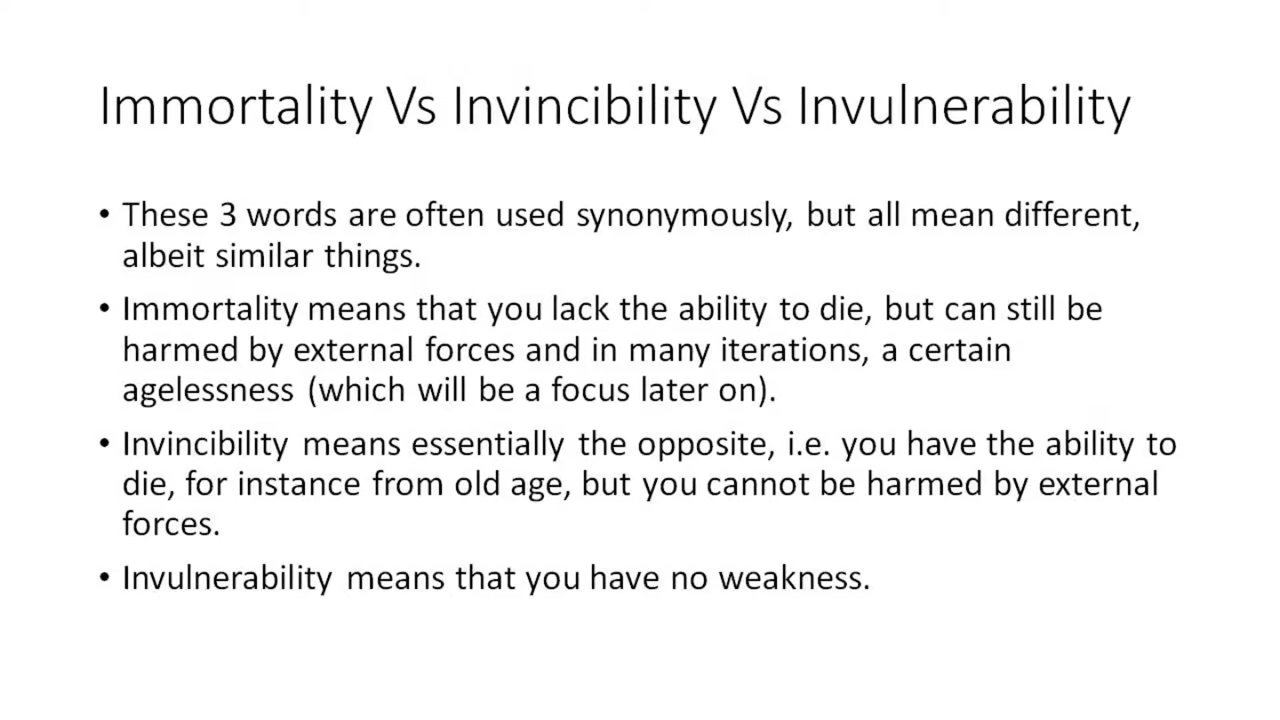 Immortality Vs Invincibility Vs Invulnerability
• These 3 words are often used synonymously, but all mean different,
albeit similar things.
• Immortality means that you lack the ability to die, but can still be
harmed by external forces and in many iterations, a certain
agelessness (which will be a focus later on).
• Invincibility means essentially the opposite, i.e. you have the ability to
die, for instance from old age, but you cannot be harmed by external
forces.
• Invulnerability means that you have no weakness.